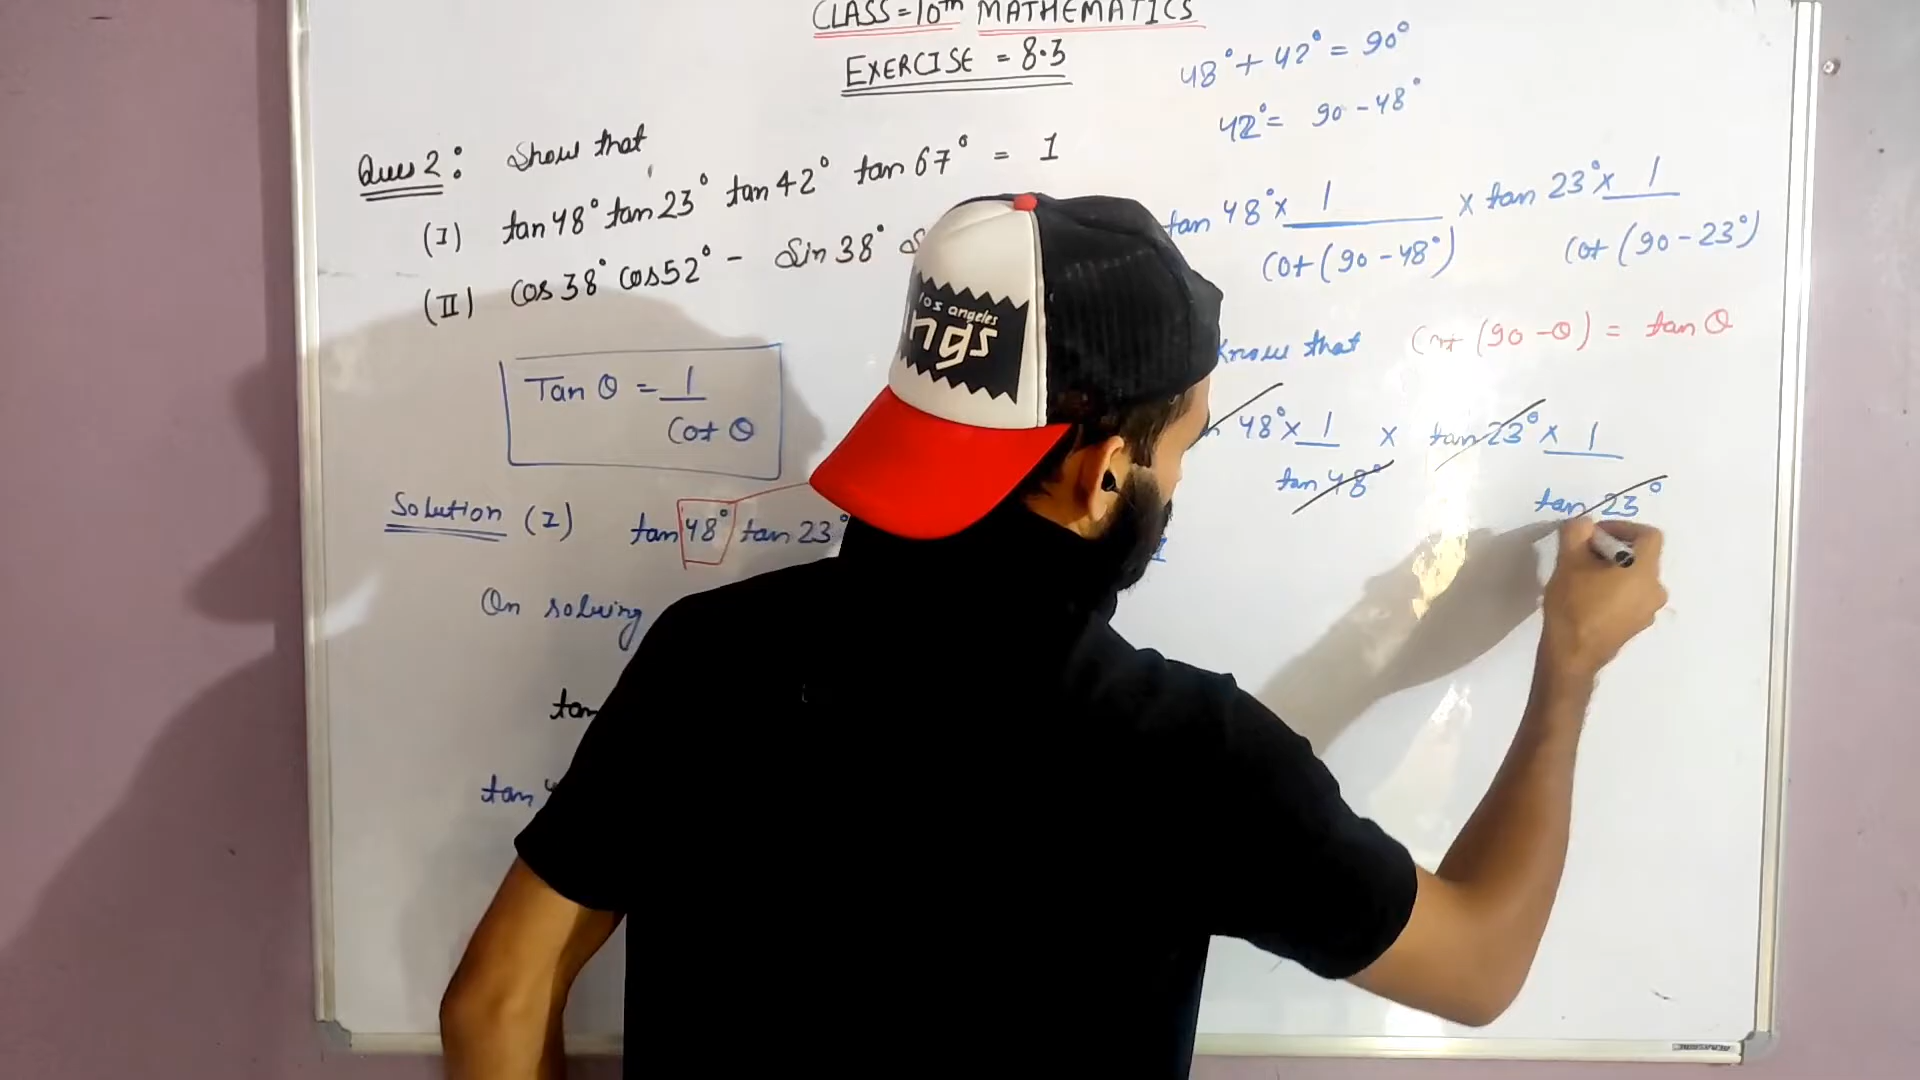 CLASS=10th MATHEMATICS
EXERCISE = 8.3
Ques 2: Show that
(I) tan 48° tan 23° tan 42° tan 67° = 1
(II) Cos 38° Cos 52° - Sin 38°
Tan θ = 1
Cot θ
Solution (I) tan 48° tan 23°
On solving
tan
tan
48° + 42° = 90°
42° = 90 - 48°
tan 48° x 1 x tan 23° x 1
Cot (90 - 48°) Cot (90 - 23°)
Know that Cot (90 - θ) = tan θ
48° x 1 x tan 23° x 1
tan 48° tan 23°
los angeles
ngs